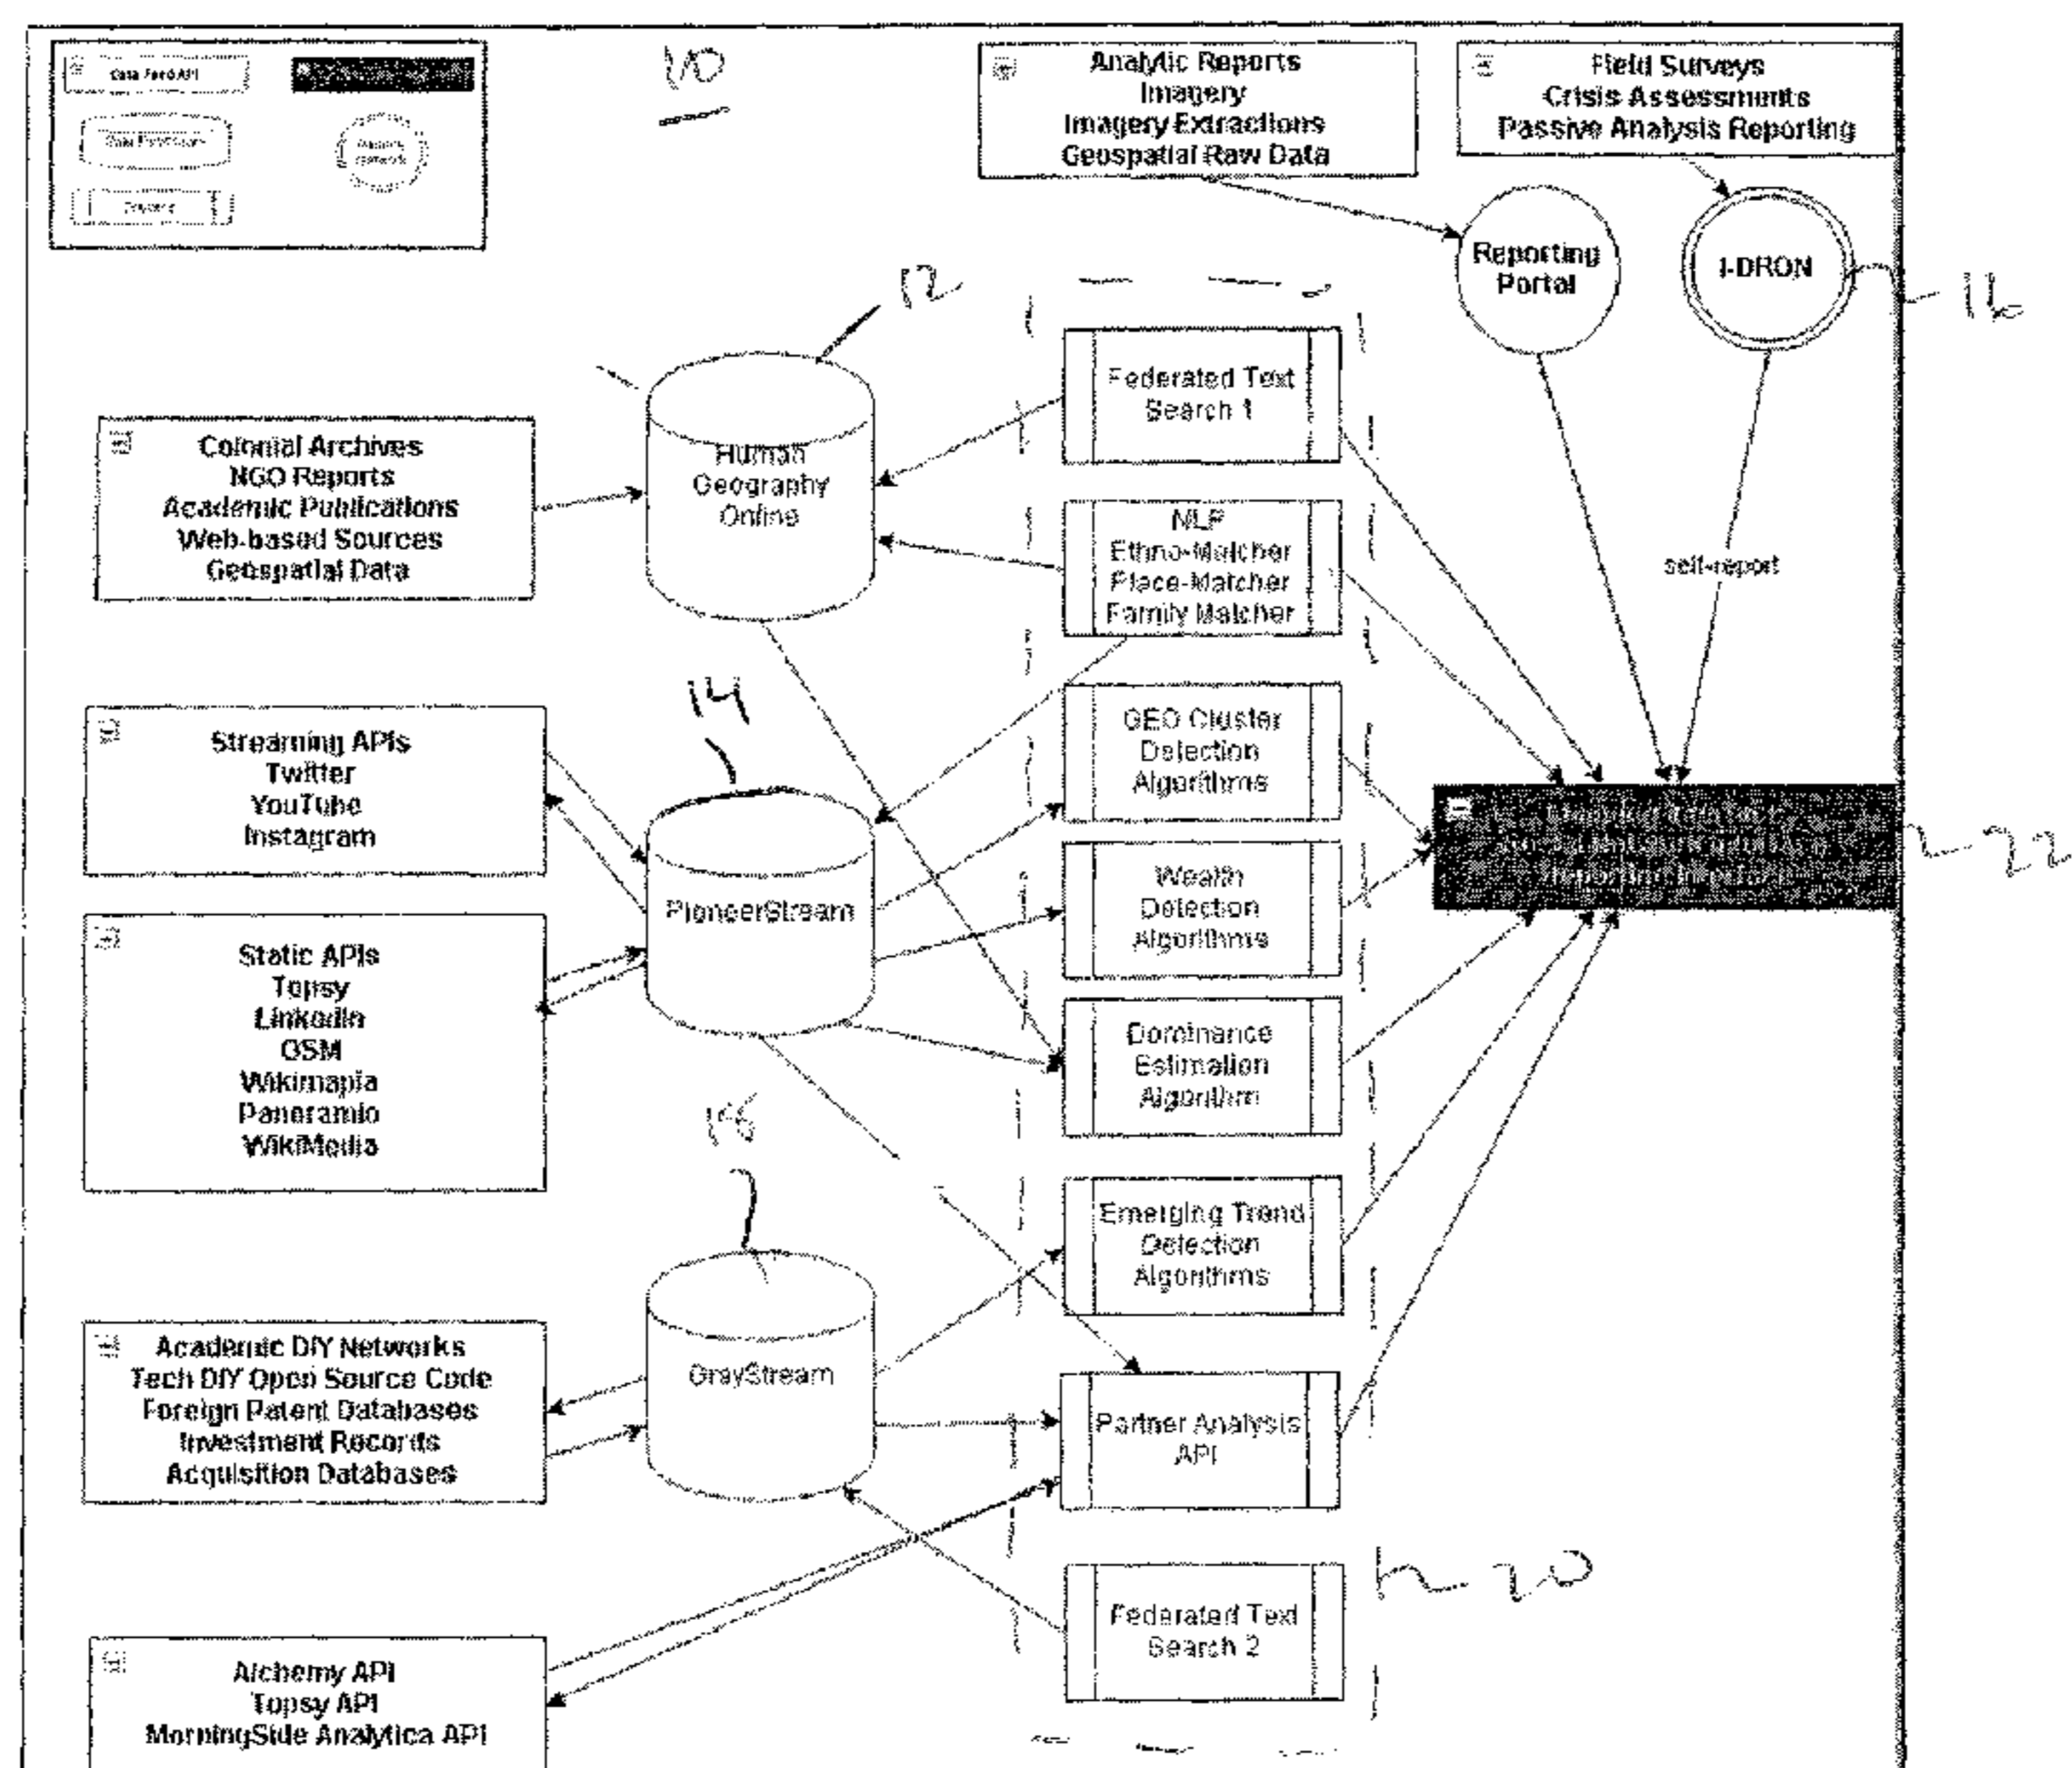 Data Feed API
10
Analytic Reports
Imagery
Imagery Extractions
Geospatial Raw Data
Field Surveys
Crisis Assessments
Passive Analysis Reporting
Reporting
Portal
I-DRON
16
12
Federated Text
Search 1
Human
Geography
Online
Colonial Archives
NGO Reports
Academic Publications
Web-based Sources
Geospatial Data
NLP
Ethno-Matcher
Place-Matcher
Family Matcher
self-report
14
Streaming APIs
Twitter
YouTube
Instagram
GEO Cluster
Detection
Algorithms
22
PioneerStream
Wealth
Detection
Algorithms
Static APIs
Topsy
LinkedIn
OSM
Wikimapia
Panoramio
WikiMedia
Dominance
Estimation
Algorithm
Emerging Trend
Detection
Algorithms
GrayStream
Academic DIY Networks
Tech DIY Open Source Code
Foreign Patent Databases
Investment Records
Acquisition Databases
Partner Analysis
API
20
Federated Text
Search 2
Alchemy API
Topsy API
MorningSide Analytica API